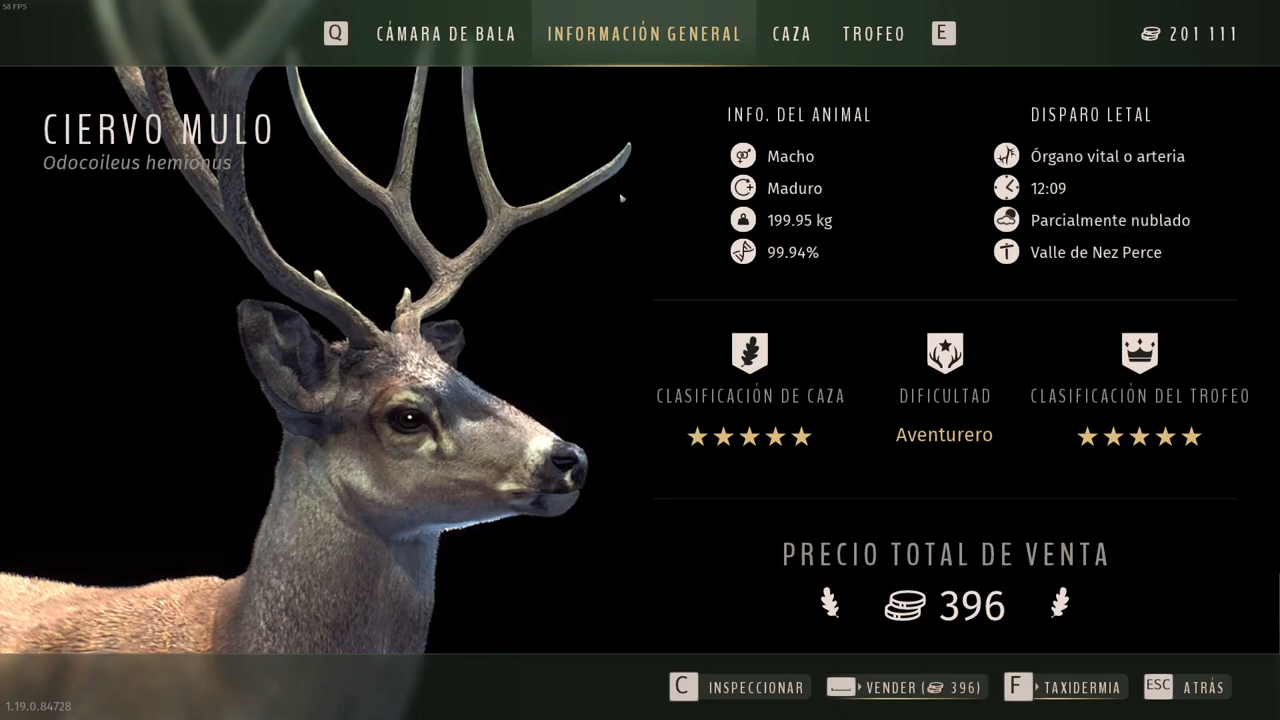 58 FPS
Q CÁMARA DE BALA INFORMACIÓN GENERAL CAZA TROFEO E 201 111
CIERVO MULO
Odocoileus hemionus
INFO. DEL ANIMAL
Macho
Maduro
199.95 kg
99.94%
DISPARO LETAL
Órgano vital o arteria
12:09
Parcialmente nublado
Valle de Nez Perce
CLASIFICACIÓN DE CAZA
DIFICULTAD
Aventurero
CLASIFICACIÓN DEL TROFEO
PRECIO TOTAL DE VENTA
396
C INSPECCIONAR VENDER ( 396) F TAXIDERMIA ESC ATRÁS
1.19.0.84728